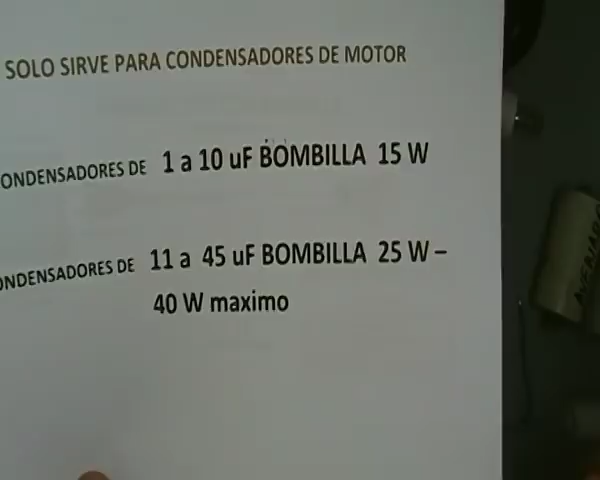 SOLO SIRVE PARA CONDENSADORES DE MOTOR
ONDENSADORES DE 1 a 10 uF BOMBILLA 15 W
ONDENSADORES DE 11 a 45 uF BOMBILLA 25 W –
40 W maximo